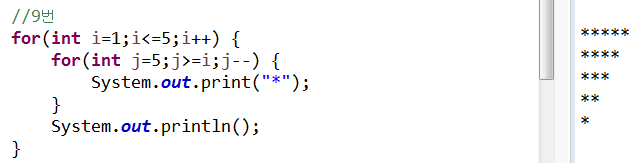 //9번
for(int i=1;i<=5;i++) {
    for(int j=5;j>=i;j--) {
        System.out.print("*");
    }
    System.out.println();
}
*****
****
***
**
*